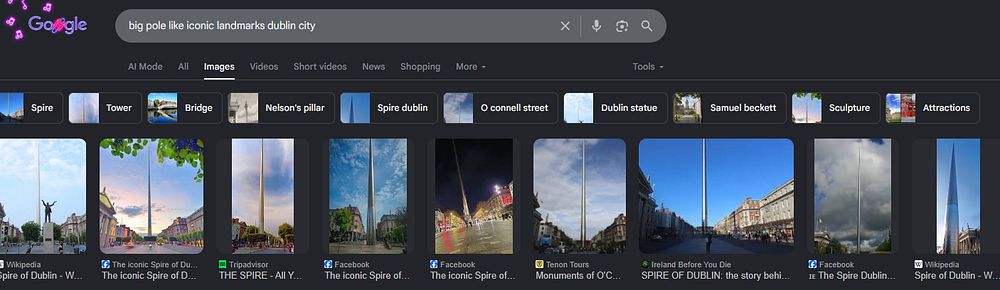 Google
big pole like iconic landmarks dublin city
AI Mode All Images Videos Short videos News Shopping More Tools
Spire Tower Bridge Nelson's pillar Spire dublin O connell street Dublin statue Samuel beckett Sculpture Attractions
Wikipedia
Spire of Dublin - W...
The iconic Spire of Du...
The iconic Spire of D...
Tripadvisor
THE SPIRE - All Y...
Facebook
The iconic Spire of...
Facebook
The iconic Spire of...
Tenon Tours
Monuments of O'C...
Ireland Before You Die
SPIRE OF DUBLIN: the story behi...
Facebook
The Spire Dublin...
Wikipedia
Spire of Dublin - W...